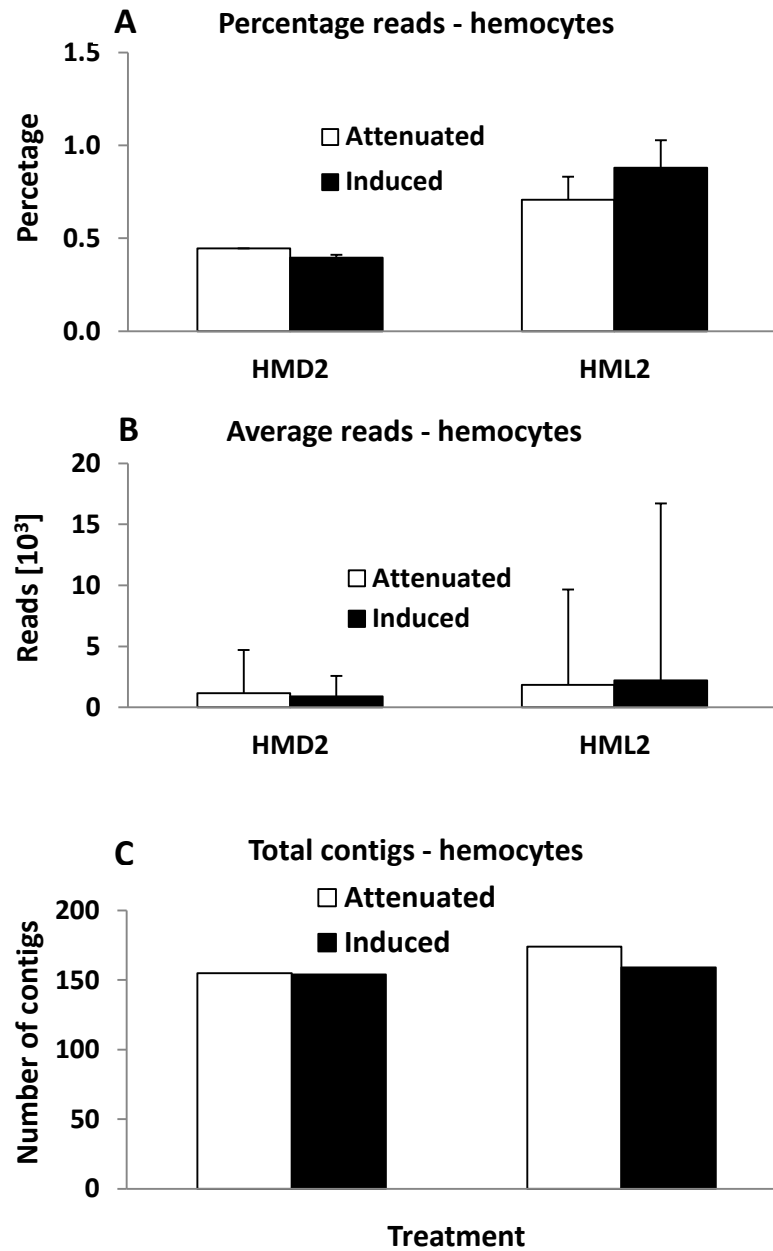 A Percentage reads - hemocytes
1.5
1.0
0.5
0.0
Percetage
Attenuated
Induced
HMD2 HML2
B Average reads - hemocytes
20
15
10
5
0
Reads [10³]
Attenuated
Induced
HMD2 HML2
C Total contigs - hemocytes
200
150
100
50
0
Number of contigs
Attenuated
Induced
Treatment